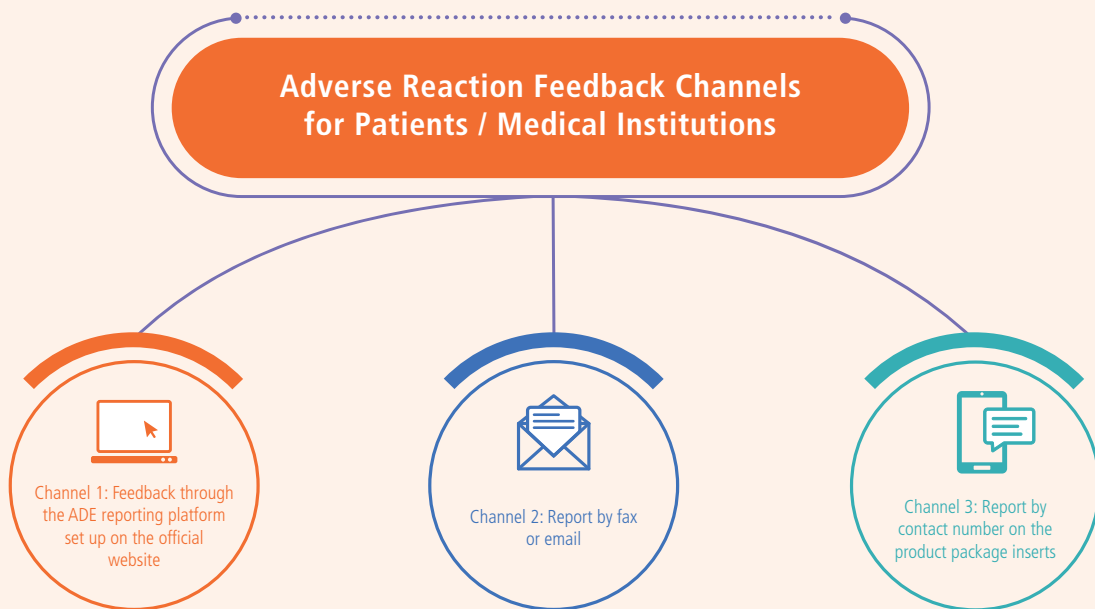 Adverse Reaction Feedback Channels
for Patients / Medical Institutions
Channel 1: Feedback through
the ADE reporting platform
set up on the official
website
Channel 2: Report by fax
or email
Channel 3: Report by
contact number on the
product package inserts